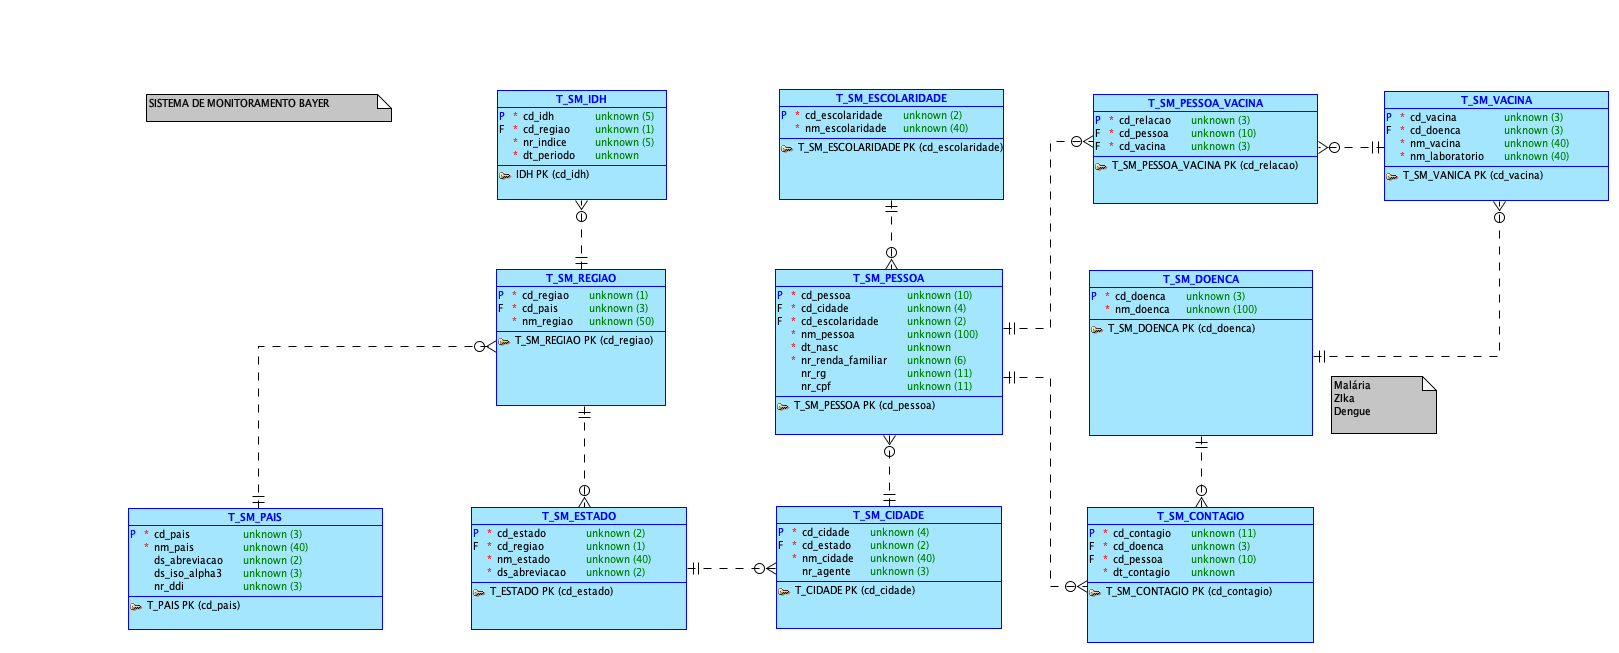 SISTEMA DE MONITORAMENTO BAYER
T_SM_IDH
P * cd_idh unknown (5)
F * cd_regiao unknown (1)
* nr_indice unknown (5)
* dt_periodo unknown
IDH PK (cd_idh)
T_SM_ESCOLARIDADE
P * cd_escolaridade unknown (2)
* nm_escolaridade unknown (40)
T_SM_ESCOLARIDADE PK (cd_escolaridade)
T_SM_PESSOA_VACINA
P * cd_relacao unknown (3)
F * cd_pessoa unknown (10)
F * cd_vacina unknown (3)
T_SM_PESSOA_VACINA PK (cd_relacao)
T_SM_VACINA
P * cd_vacina unknown (3)
F * cd_doenca unknown (3)
* nm_vacina unknown (40)
* nm_laboratorio unknown (40)
T_SM_VANICA PK (cd_vacina)
T_SM_REGIAO
P * cd_regiao unknown (1)
F * cd_pais unknown (3)
* nm_regiao unknown (50)
T_SM_REGIAO PK (cd_regiao)
T_SM_PESSOA
P * cd_pessoa unknown (10)
F * cd_cidade unknown (4)
F * cd_escolaridade unknown (2)
* nm_pessoa unknown (100)
* dt_nasc unknown
* nr_renda_familiar unknown (6)
nr_rg unknown (11)
nr_cpf unknown (11)
T_SM_PESSOA PK (cd_pessoa)
T_SM_DOENCA
P * cd_doenca unknown (3)
* nm_doenca unknown (100)
T_SM_DOENCA PK (cd_doenca)
Malária
ZIka
Dengue
T_SM_PAIS
P * cd_pais unknown (3)
* nm_pais unknown (40)
ds_abreviacao unknown (2)
ds_iso_alpha3 unknown (3)
nr_ddi unknown (3)
T_PAIS PK (cd_pais)
T_SM_ESTADO
P * cd_estado unknown (2)
F * cd_regiao unknown (1)
* nm_estado unknown (40)
* ds_abreviacao unknown (2)
T_ESTADO PK (cd_estado)
T_SM_CIDADE
P * cd_cidade unknown (4)
F * cd_estado unknown (2)
* nm_cidade unknown (40)
nr_agente unknown (3)
T_CIDADE PK (cd_cidade)
T_SM_CONTAGIO
P * cd_contagio unknown (11)
F * cd_doenca unknown (3)
F * cd_pessoa unknown (10)
* dt_contagio unknown
T_SM_CONTAGIO PK (cd_contagio)